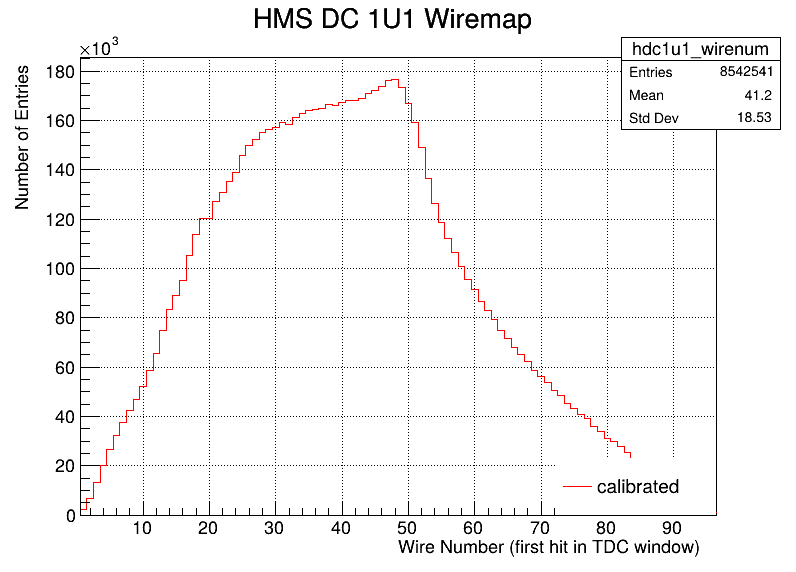 HMS DC 1U1 Wiremap
×10³
hdc1u1_wirenum
Entries 8542541
Mean 41.2
Std Dev 18.53
Number of Entries
180
160
140
120
100
80
60
40
20
0
calibrated
10 20 30 40 50 60 70 80 90
Wire Number (first hit in TDC window)